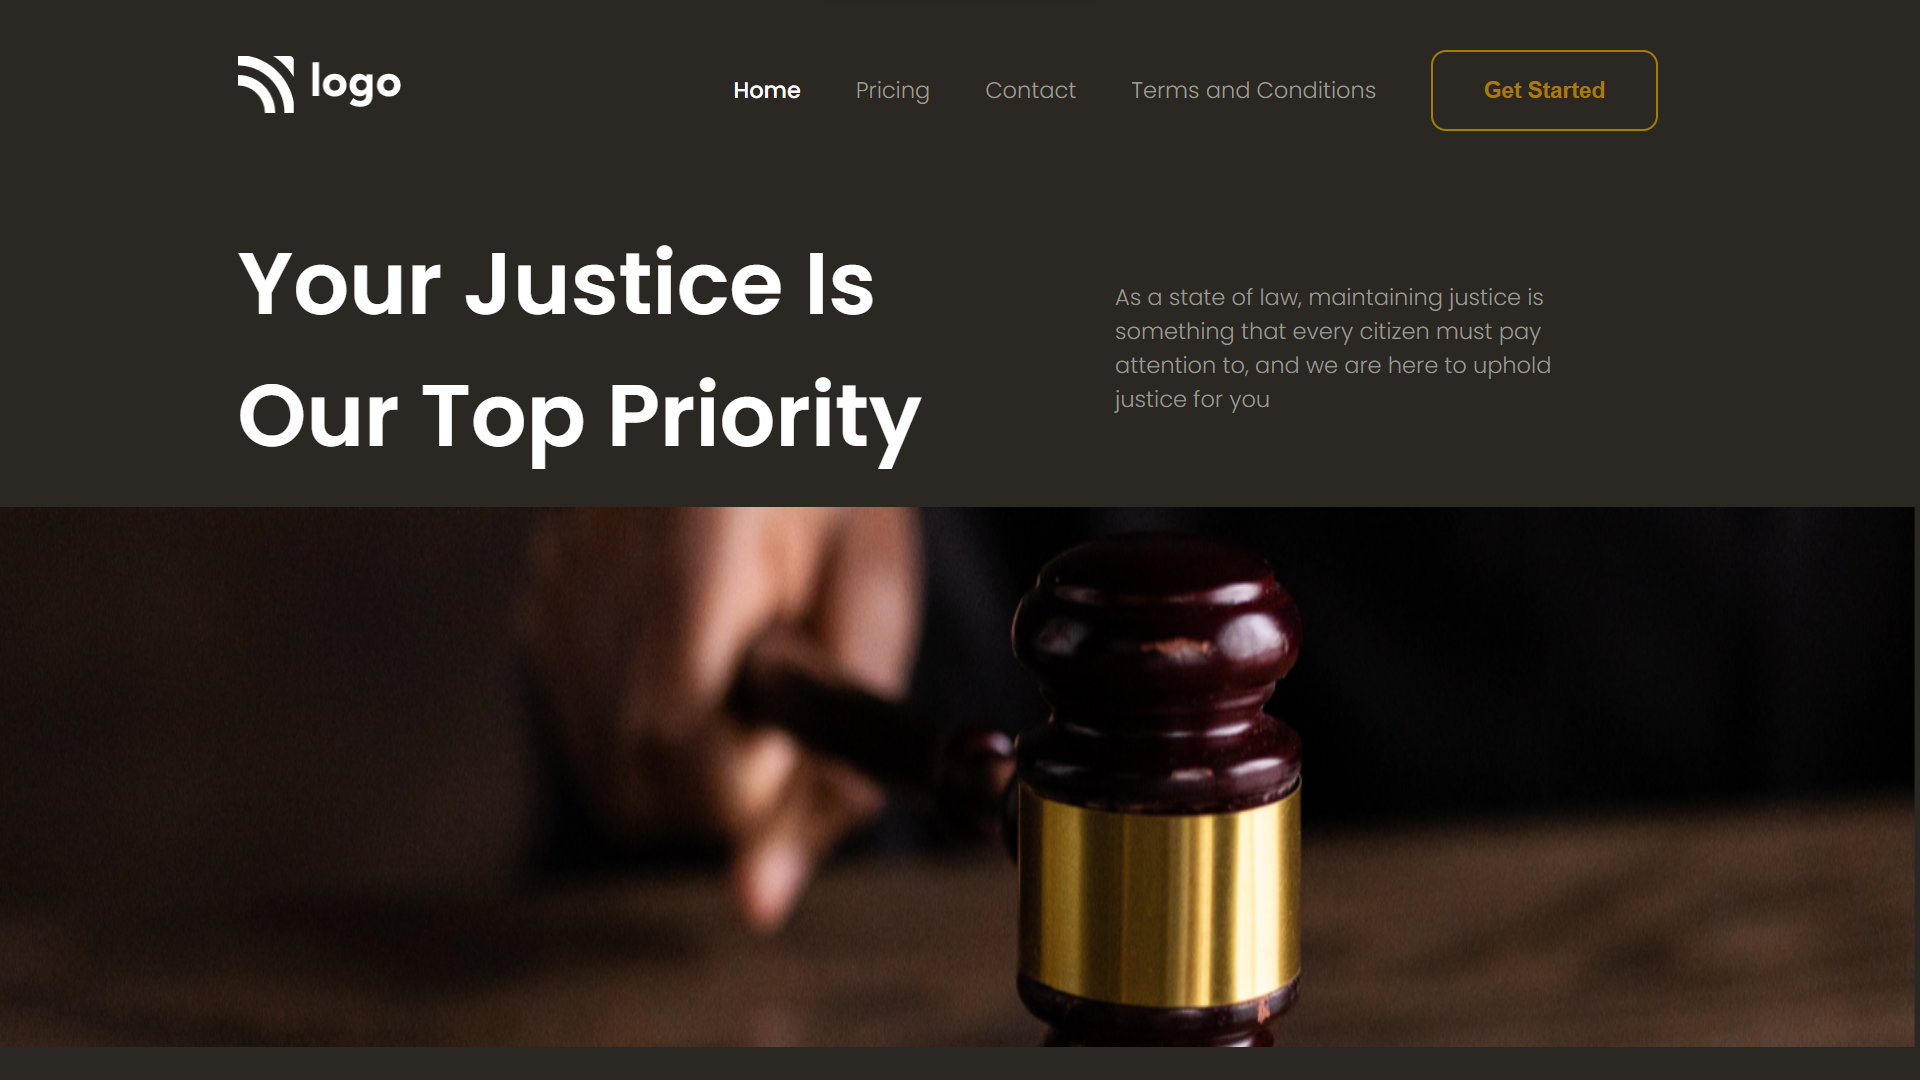 logo
Home
Pricing
Contact
Terms and Conditions
Get Started
Your Justice Is
Our Top Priority
As a state of law, maintaining justice is
something that every citizen must pay
attention to, and we are here to uphold
justice for you